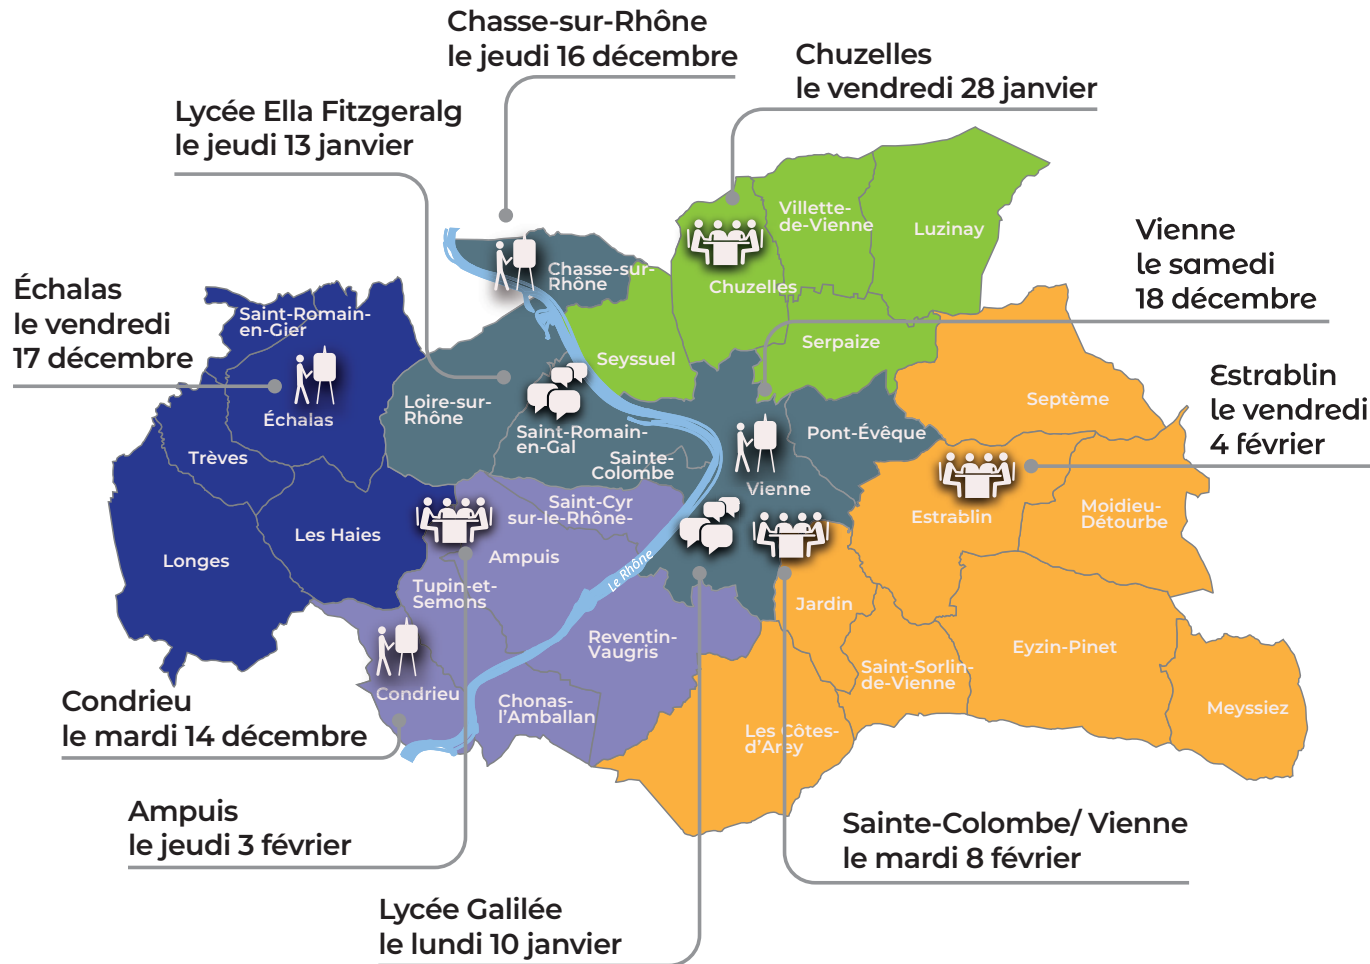 Chasse-sur-Rhône
le jeudi 16 décembre
Chuzelles
le vendredi 28 janvier
Lycée Ella Fitzgeralg
le jeudi 13 janvier
Vienne
le samedi
18 décembre
Échalas
le vendredi
17 décembre
Estrablin
le vendredi
4 février
Villette-
de-Vienne
Luzinay
Chasse-sur-
Rhône
Chuzelles
Saint-Romain-
en-Gier
Seyssuel
Serpaize
Échalas
Loire-sur-
Rhône
Septème
Saint-Romain-
en-Gal
Pont-Évêque
Trèves
Sainte-
Colombe
Vienne
Saint-Cyr
sur-le-Rhône-
Estrablin
Moidieu-
Détourbe
Les Haies
Longes
Ampuis
Le Rhône
Tupin-et-
Semons
Jardin
Reventin-
Vaugris
Eyzin-Pinet
Saint-Sorlin-
de-Vienne
Condrieu
Chonas-
l'Amballan
Meyssiez
Les Côtes-
d'Arey
Condrieu
le mardi 14 décembre
Ampuis
le jeudi 3 février
Sainte-Colombe/ Vienne
le mardi 8 février
Lycée Galilée
le lundi 10 janvier